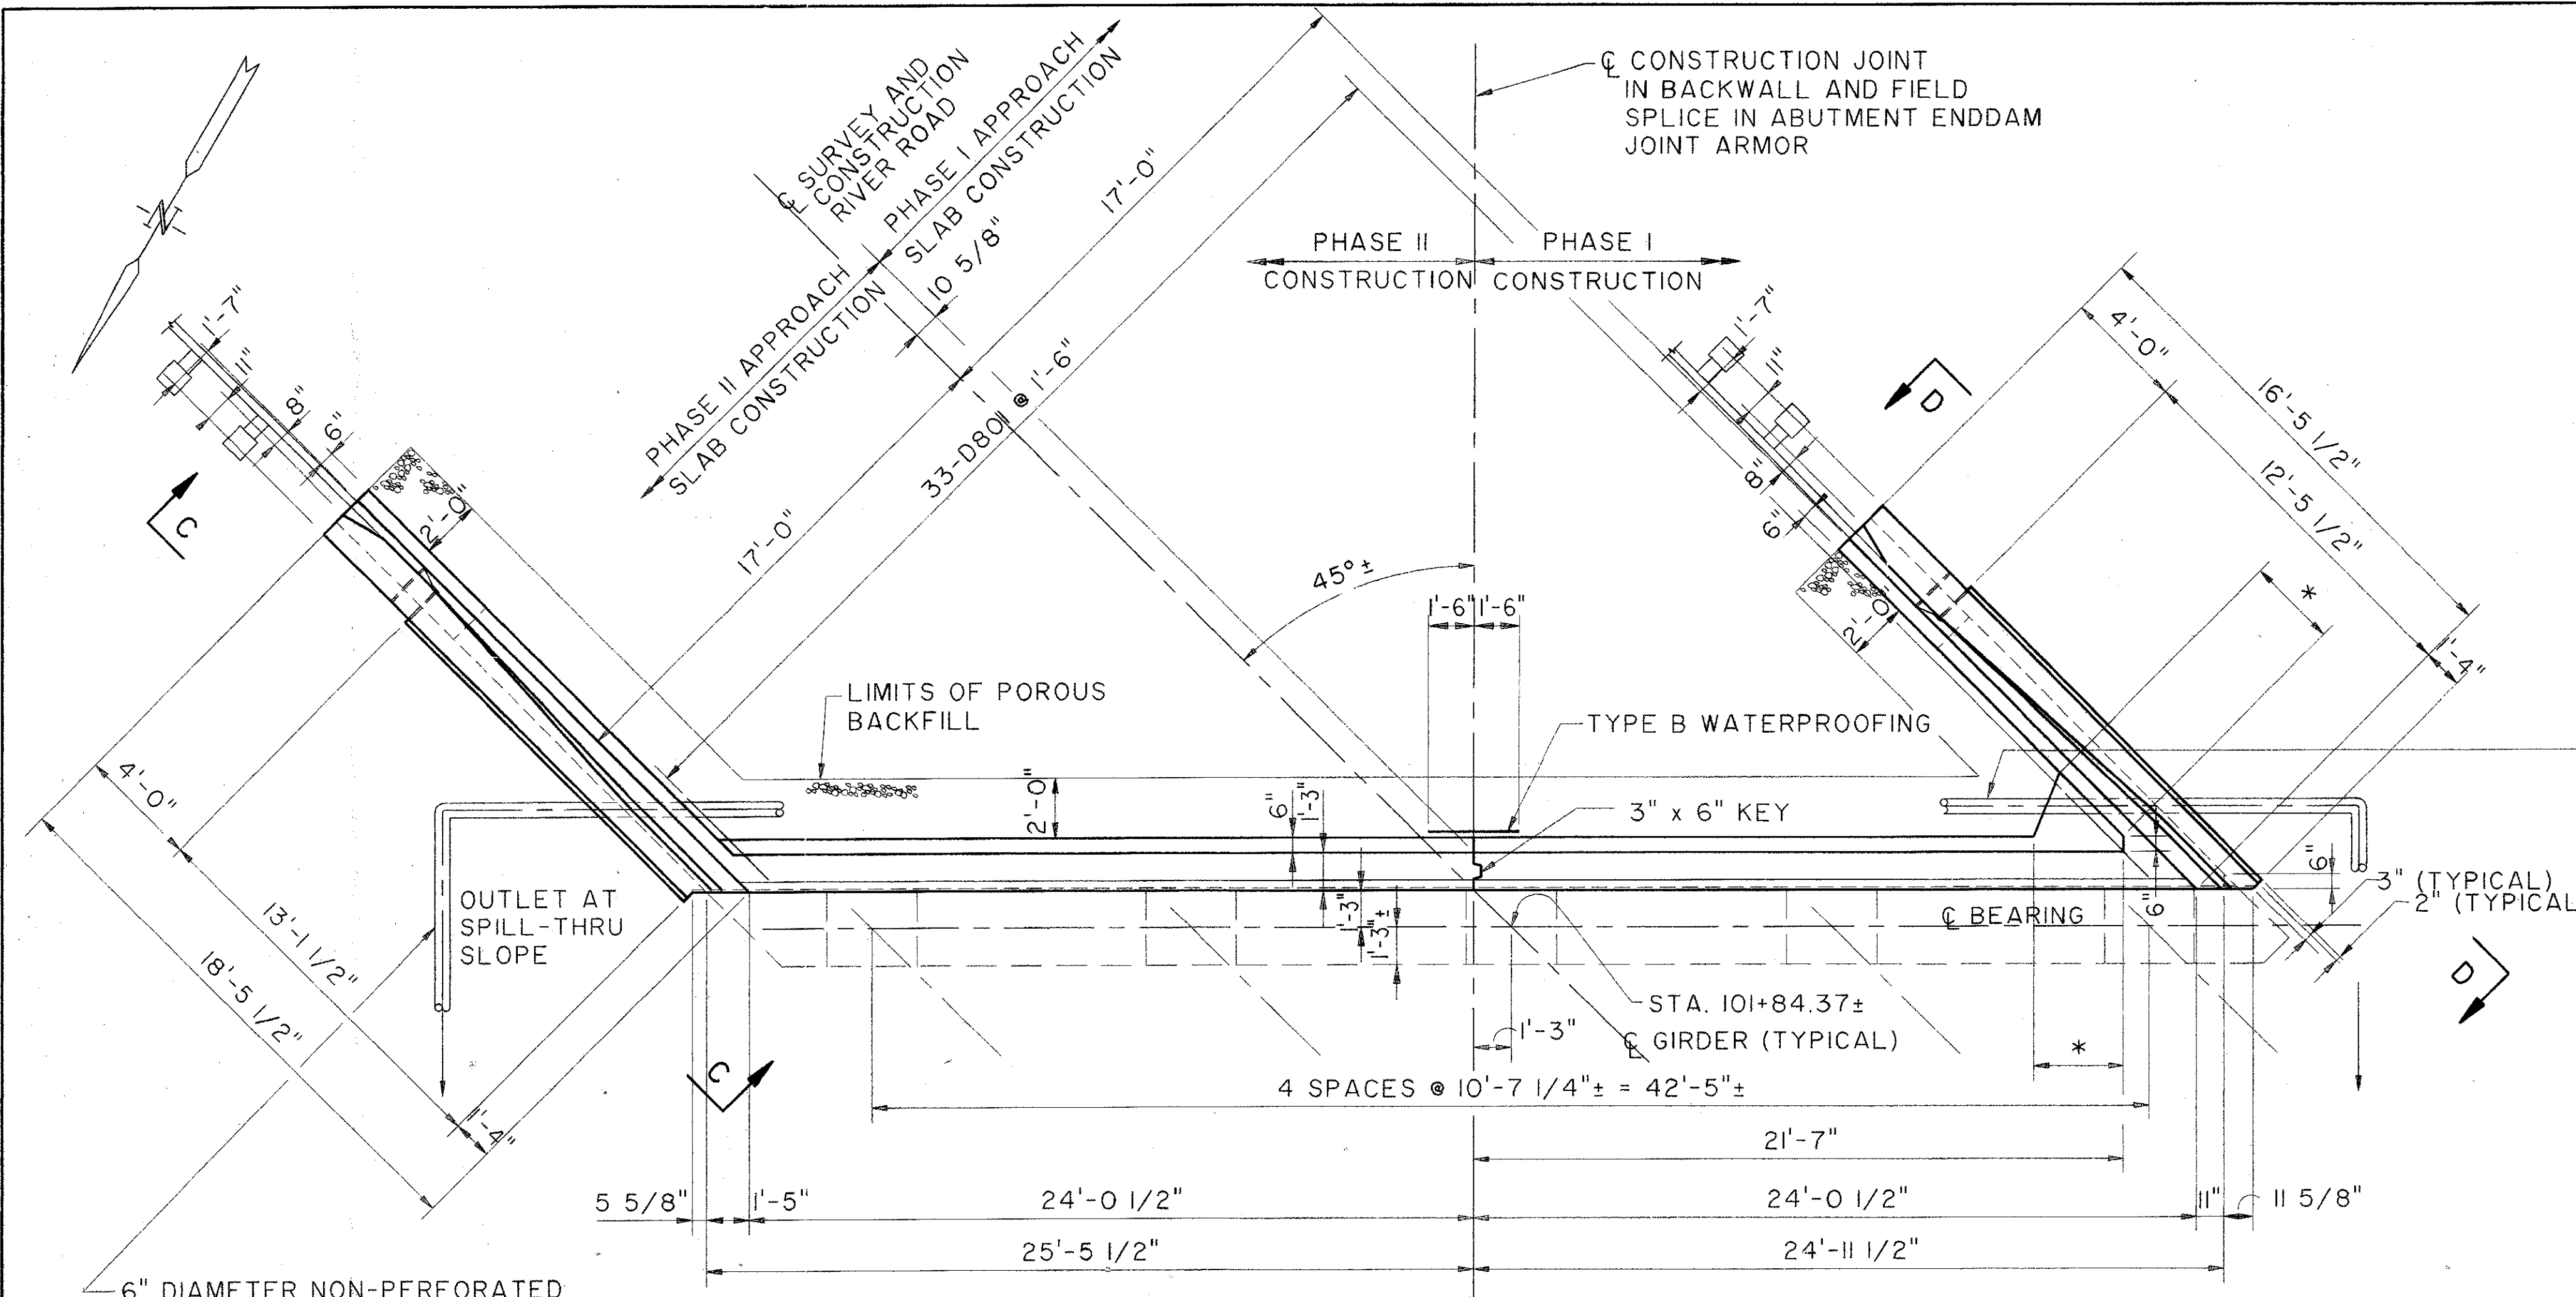 ℄ CONSTRUCTION JOINT
IN BACKWALL AND FIELD
SPLICE IN ABUTMENT ENDDAM
JOINT ARMOR
℄ SURVEY AND
CONSTRUCTION
RIVER ROAD
PHASE I APPROACH
SLAB CONSTRUCTION
PHASE II APPROACH
SLAB CONSTRUCTION
10 5/8"
17'-0"
17'-0"
33-D801 @ 1'-6"
PHASE II
CONSTRUCTION
PHASE I
CONSTRUCTION
N
1'-7"
11"
8"
6"
2'-0"
C
1'-7"
11"
8"
6"
2'-0"
D
4'-0"
16'-5 1/2"
12'-5 1/2"
*
1'-4"
45°±
1'-6"
1'-6"
LIMITS OF POROUS
BACKFILL
TYPE B WATERPROOFING
2'-0"
6"
1'-3"
3" x 6" KEY
4'-0"
13'-1 1/2"
18'-5 1/2"
1'-4"
OUTLET AT
SPILL-THRU
SLOPE
1'-3"
1'-3"±
℄ BEARING
6"
6"
3" (TYPICAL)
2" (TYPICAL
STA. 101+84.37±
1'-3"
℄ GIRDER (TYPICAL)
*
C
D
4 SPACES @ 10'-7 1/4"± = 42'-5"±
21'-7"
5 5/8"
1'-5"
24'-0 1/2"
24'-0 1/2"
11"
11 5/8"
25'-5 1/2"
24'-11 1/2"
6" DIAMETER NON-PERFORATED